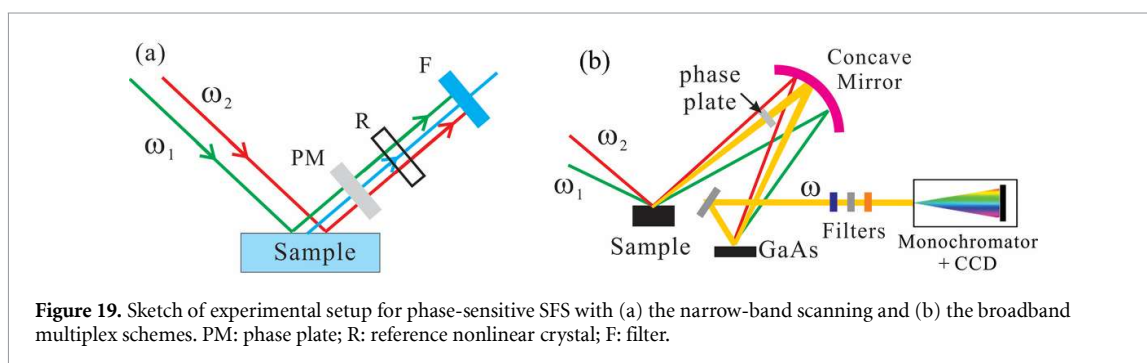 (a)
F
ω₂
R
ω₁
PM
Sample
(b)
Concave
Mirror
phase
plate
ω₂
ω₁
ω
Sample
GaAs
Filters
Monochromator
+ CCD
Figure 19. Sketch of experimental setup for phase-sensitive SFS with (a) the narrow-band scanning and (b) the broadband
multiplex schemes. PM: phase plate; R: reference nonlinear crystal; F: filter.